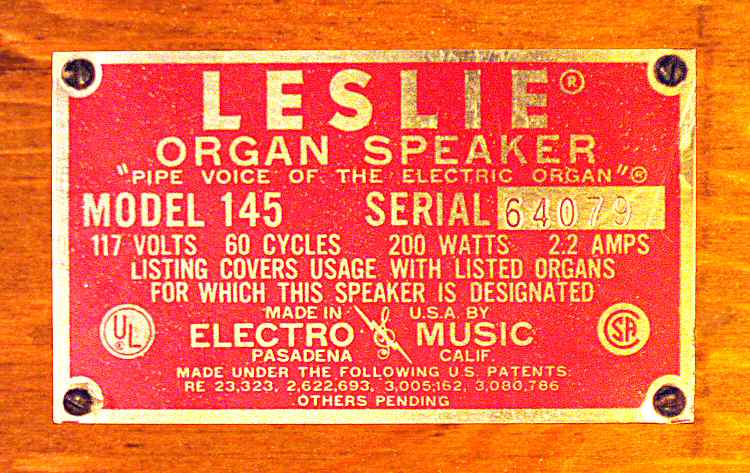 LESLIE®
ORGAN SPEAKER
"PIPE VOICE OF THE ELECTRIC ORGAN"®
MODEL 145 SERIAL 64079
117 VOLTS 60 CYCLES 200 WATTS 2.2 AMPS
LISTING COVERS USAGE WITH LISTED ORGANS
FOR WHICH THIS SPEAKER IS DESIGNATED
MADE IN U.S.A. BY
UL ELECTRO MUSIC SA
PASADENA CALIF.
MADE UNDER THE FOLLOWING U.S. PATENTS:
RE 23,323, 2,622,693, 3,005,162, 3,080,786
OTHERS PENDING